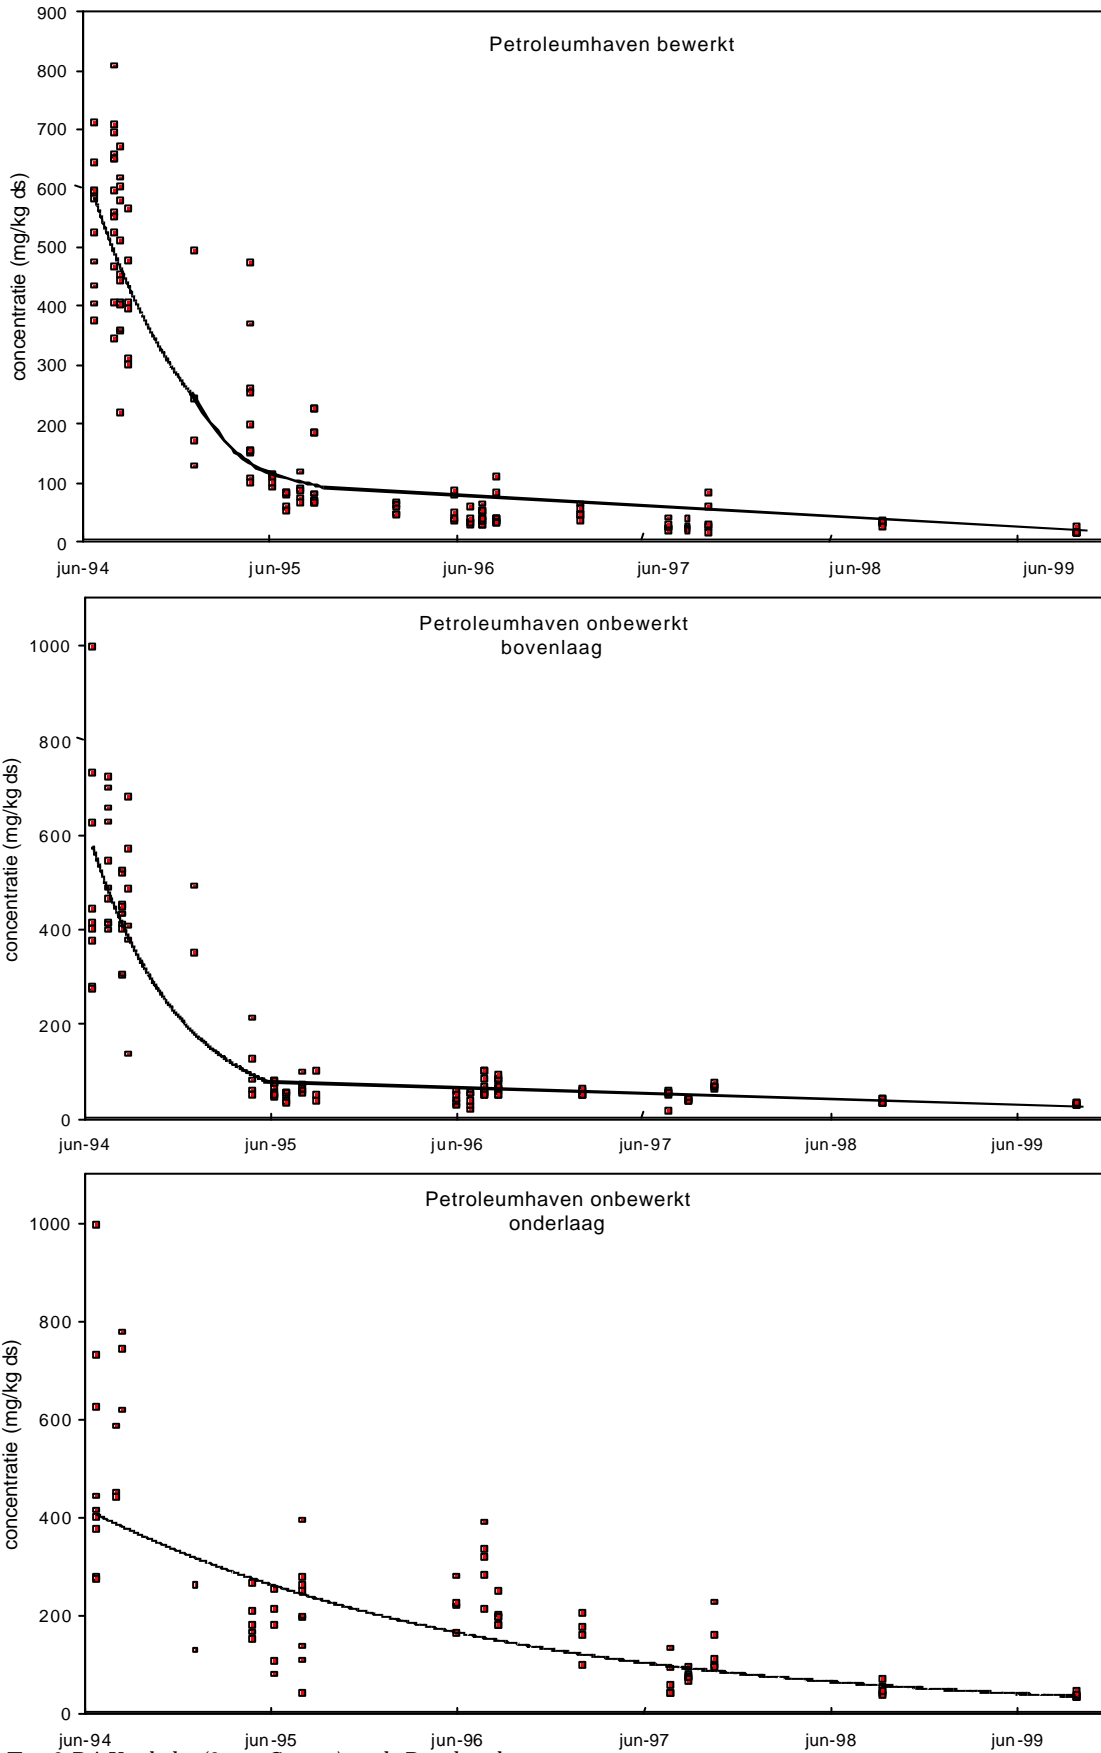 900
Petroleumhaven bewerkt
800
700
600
500
400
300
200
100
0
concentratie (mg/kg ds)
jun-94 jun-95 jun-96 jun-97 jun-98 jun-99
Petroleumhaven onbewerkt
bovenlaag
1000
800
600
400
200
0
concentratie (mg/kg ds)
jun-94 jun-95 jun-96 jun-97 jun-98 jun-99
Petroleumhaven onbewerkt
onderlaag
1000
800
600
400
200
0
concentratie (mg/kg ds)
jun-94 jun-95 jun-96 jun-97 jun-98 jun-99